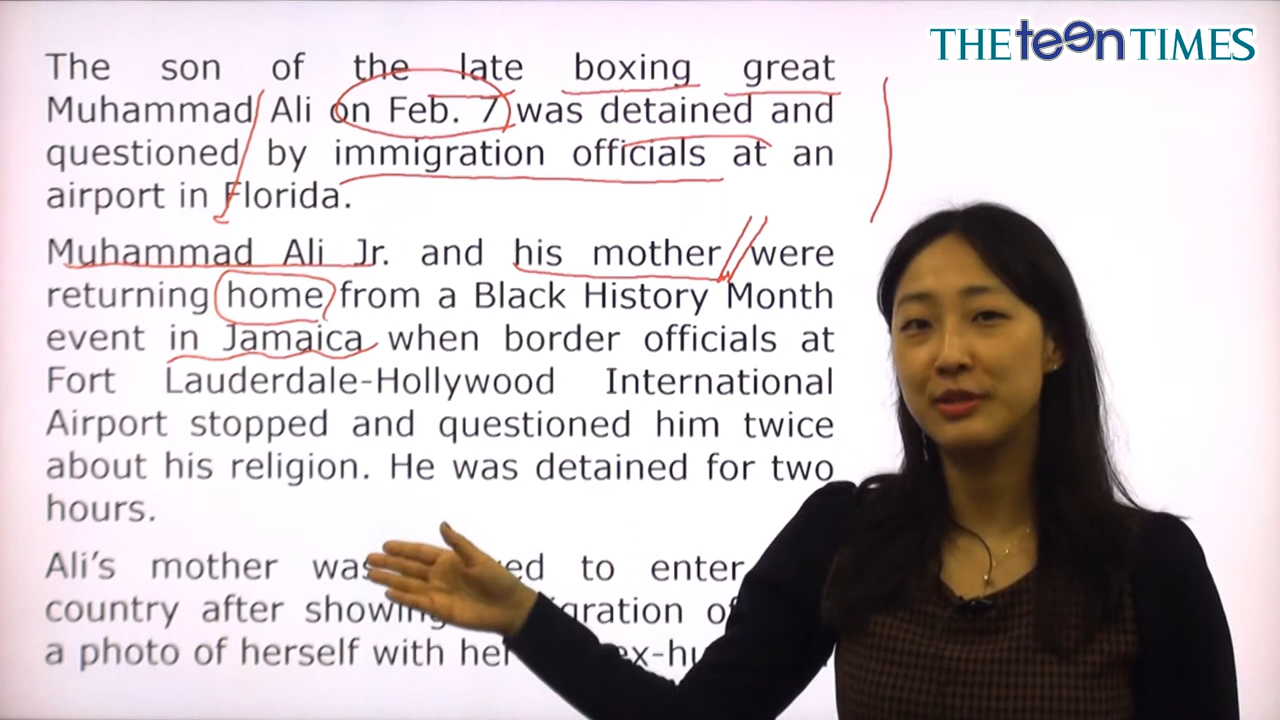 THE teen TIMES
The son of the late boxing great
Muhammad Ali on Feb. 7 was detained and
questioned by immigration officials at an
airport in Florida.
Muhammad Ali Jr. and his mother were
returning home from a Black History Month
event in Jamaica when border officials at
Fort Lauderdale-Hollywood International
Airport stopped and questioned him twice
about his religion. He was detained for two
hours.
Ali's mother was to enter
country after showing
a photo of herself with her